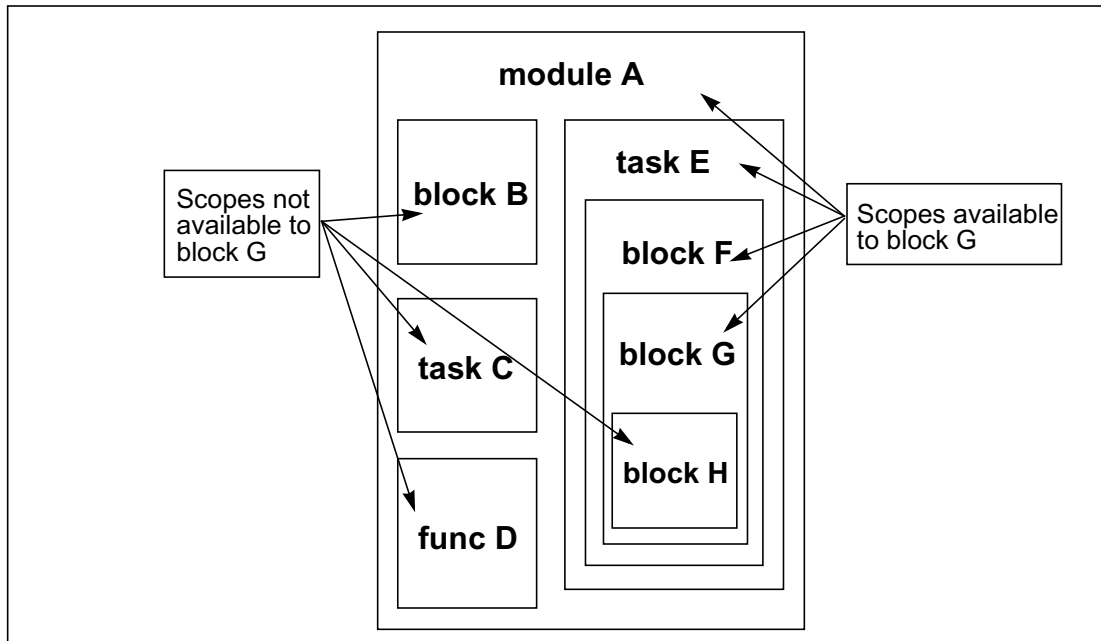 module A
block B
task E
Scopes not
available to
block G
Scopes available
to block G
block F
task C
block G
block H
func D